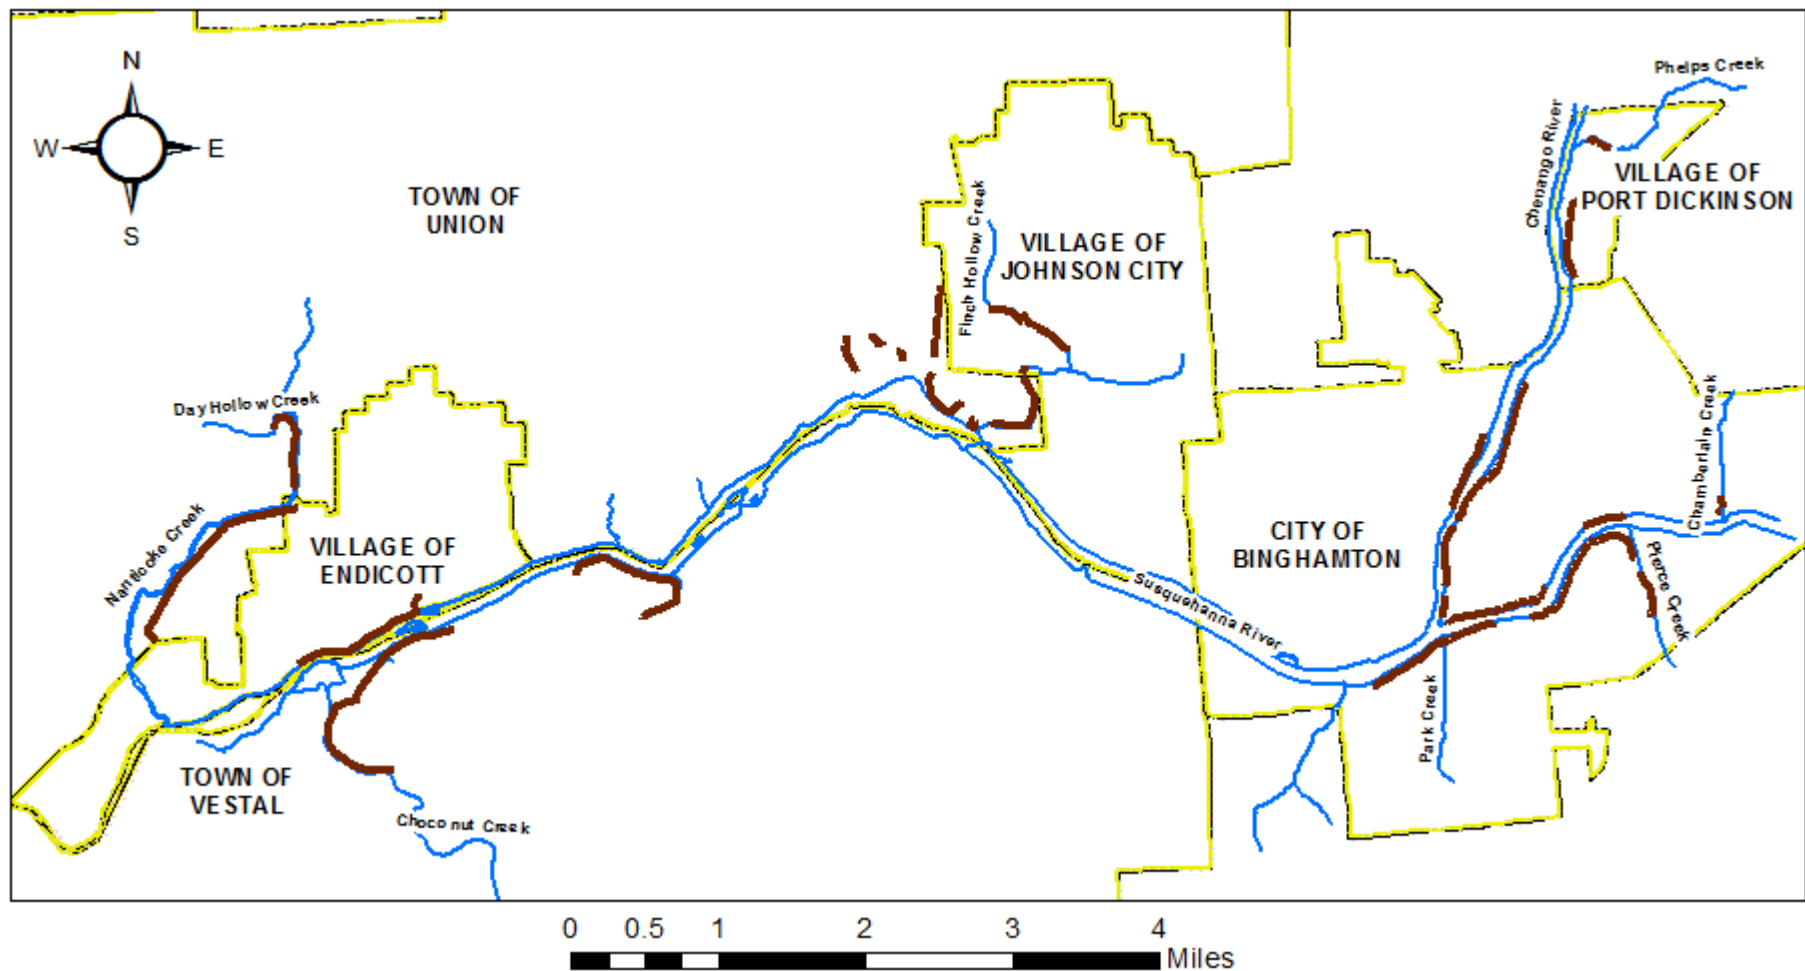 N
W E
S
Phelps Creek
Chenango River
VILLAGE OF
PORT DICKINSON
TOWN OF
UNION
Finch Hollow Creek
VILLAGE OF
JOHNSON CITY
Day Hollow Creek
Chamberlain Creek
Nanticoke Creek
VILLAGE OF
ENDICOTT
CITY OF
BINGHAMTON
Susquehanna River
Pierce Creek
Park Creek
TOWN OF
VESTAL
Choconut Creek
0 0.5 1 2 3 4
Miles